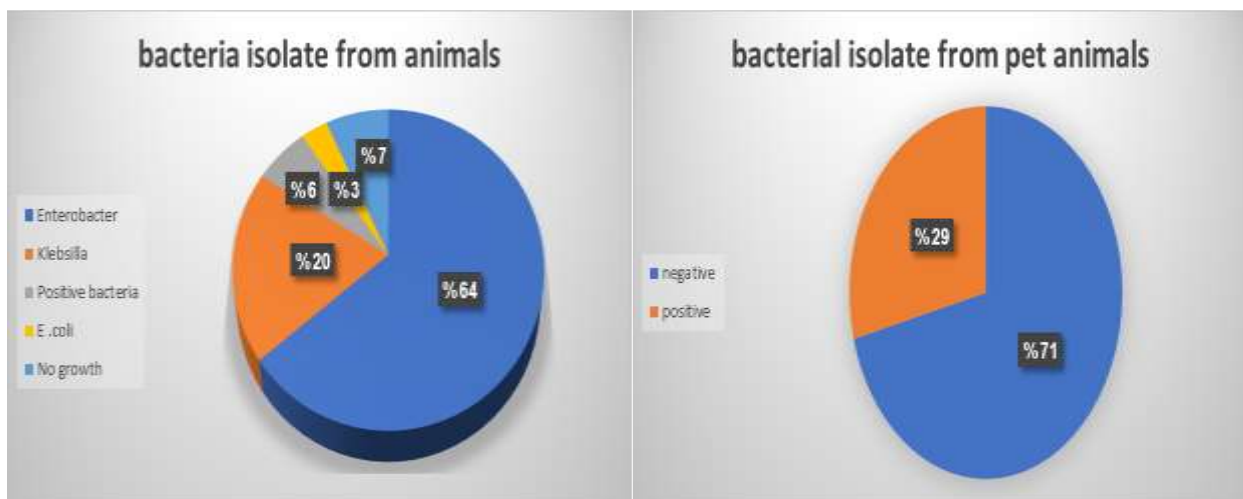 bacteria isolate from animals
%7
%6
%3
%20
%64
Enterobacter
Klebsilla
Positive bacteria
E .coli
No growth
bacterial isolate from pet animals
%29
%71
negative
positive